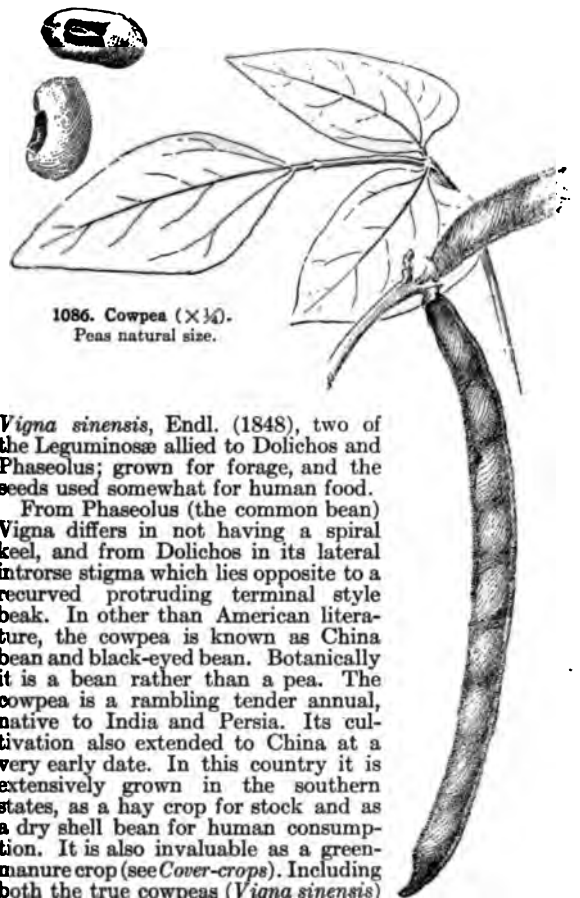 1086. Cowpea (×¼).
Peas natural size.
Vigna sinensis, Endl. (1848), two of
the Leguminosæ allied to Dolichos and
Phaseolus; grown for forage, and the
seeds used somewhat for human food.
From Phaseolus (the common bean)
Vigna differs in not having a spiral
keel, and from Dolichos in its lateral
introrse stigma which lies opposite to a
recurved protruding terminal style
beak. In other than American litera-
ture, the cowpea is known as China
bean and black-eyed bean. Botanically
it is a bean rather than a pea. The
cowpea is a rambling tender annual,
native to India and Persia. Its cul-
tivation also extended to China at a
very early date. In this country it is
extensively grown in the southern
states, as a hay crop for stock and as
a dry shell bean for human consump-
tion. It is also invaluable as a green-
manure crop (see Cover-crops). Including
both the true cowpeas (Vigna sinensis)